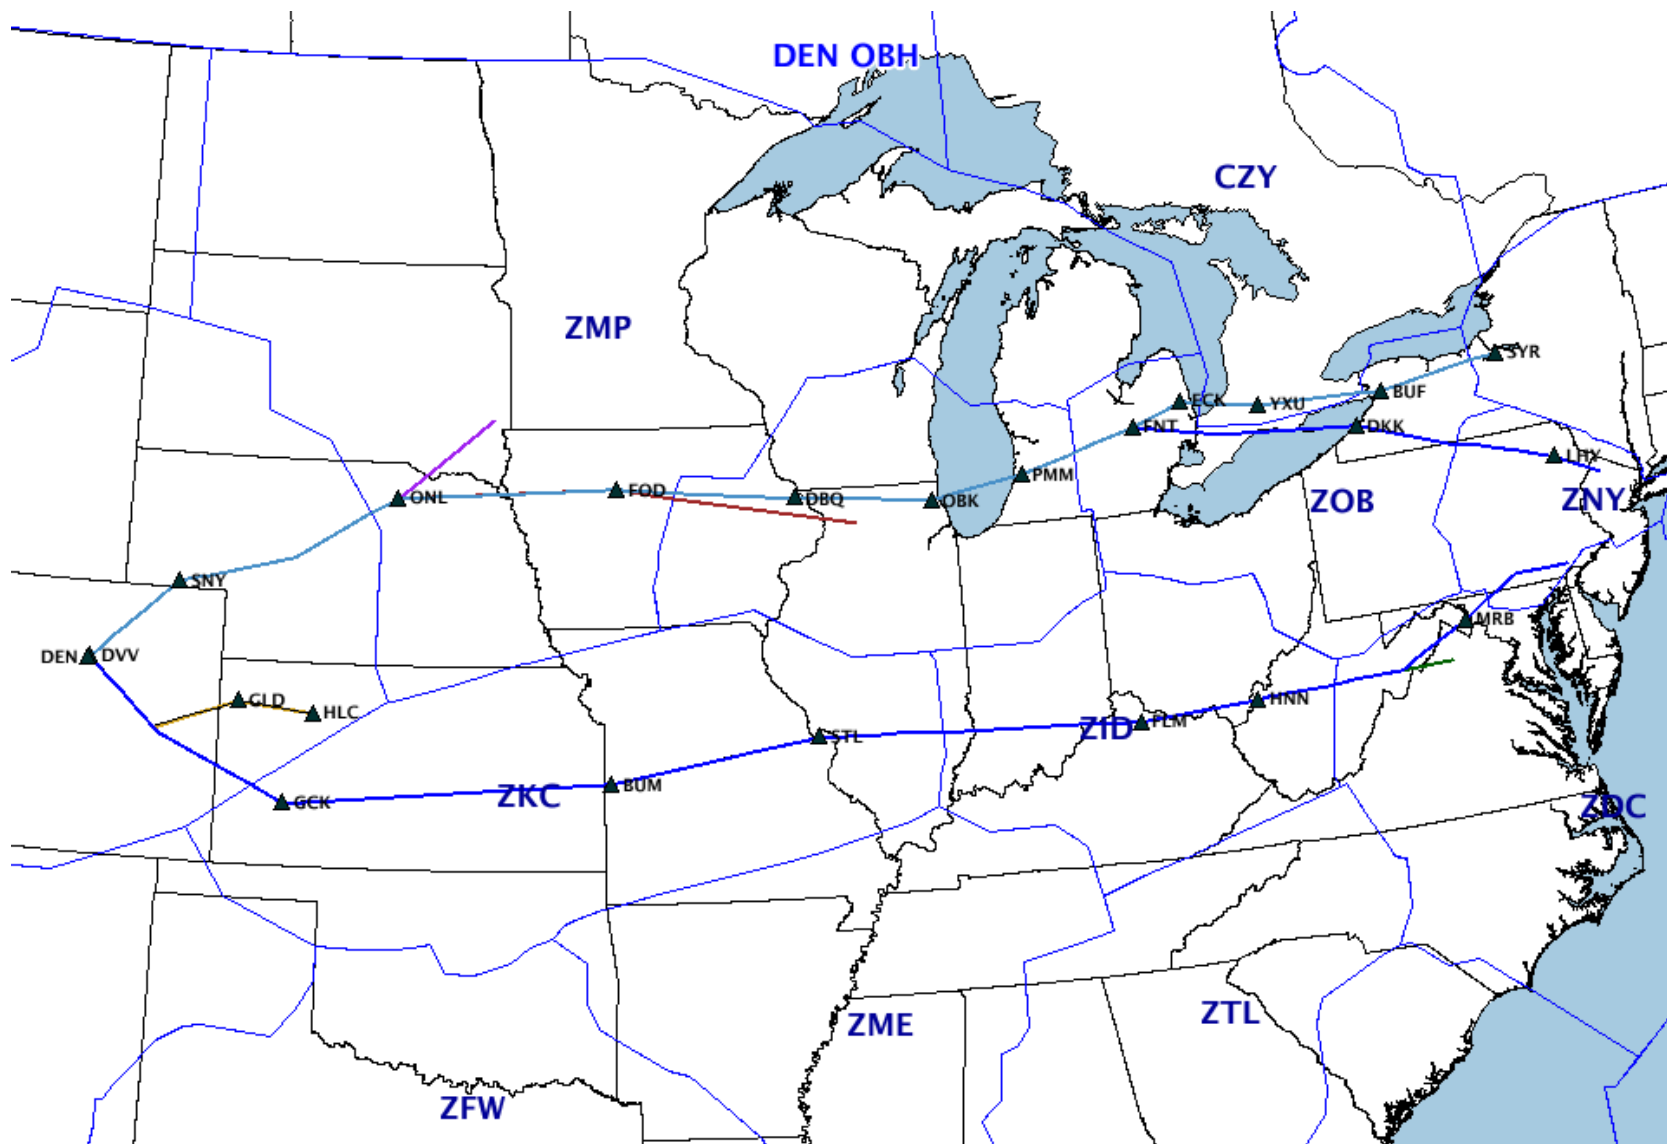 DEN OBH
CZY
ZMP
SYR
BUF
ECK
YXU
FNT
DKK
LHY
PMM
ONL
FOD
DBQ
OBK
ZOB
ZNY
SNY
MRB
DEN
DVV
GLD
HLC
HNN
FLM
ZID
STL
BUM
GCK
ZKC
ZDC
ZME
ZTL
ZFW